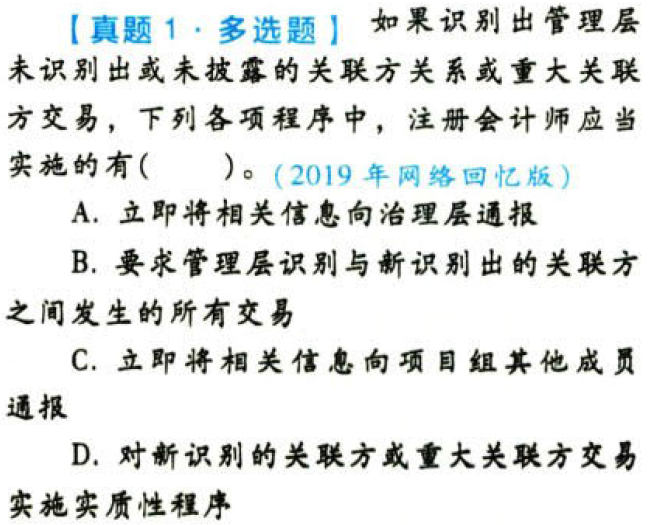 【真题1·多选题】 如果识别出管理层
未识别出或未披露的关联方关系或重大关联
方交易，下列各项程序中，注册会计师应当
实施的有(　　)。(2019年网络回忆版)
A. 立即将相关信息向治理层通报
B. 要求管理层识别与新识别出的关联方
之间发生的所有交易
C. 立即将相关信息向项目组其他成员
通报
D. 对新识别的关联方或重大关联方交易
实施实质性程序